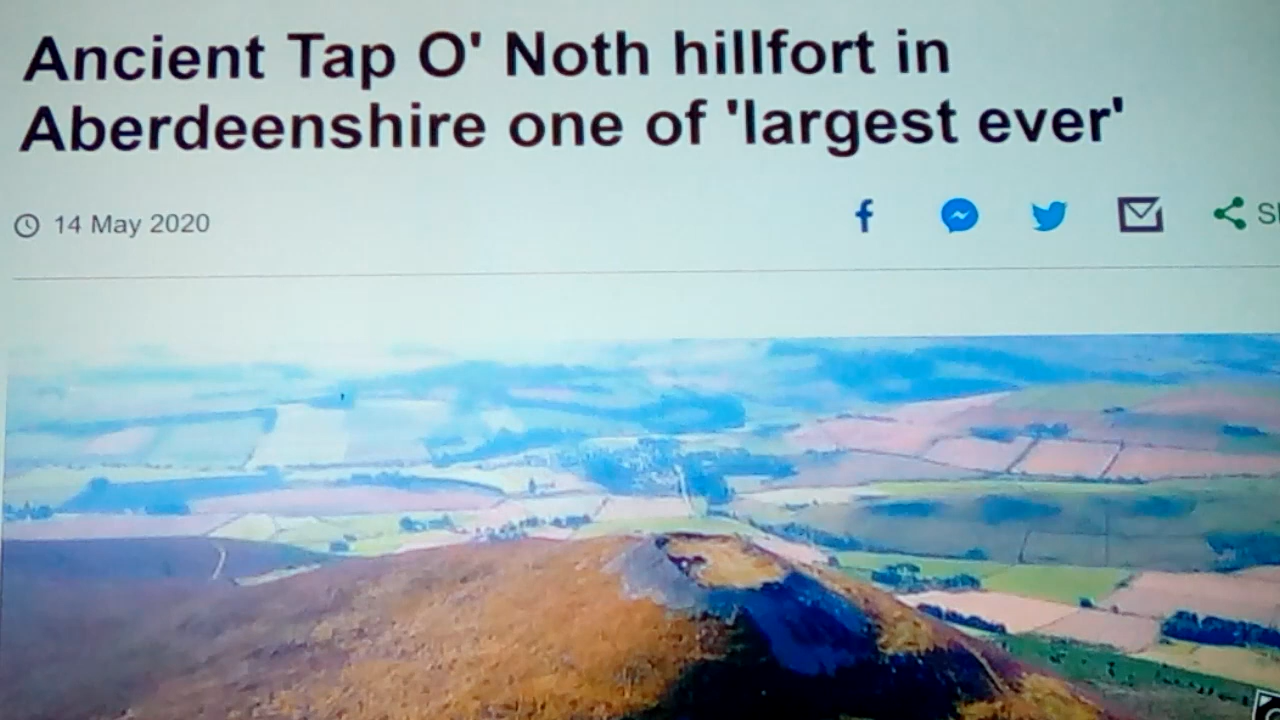 Ancient Tap O' Noth hillfort in
Aberdeenshire one of 'largest ever'
14 May 2020